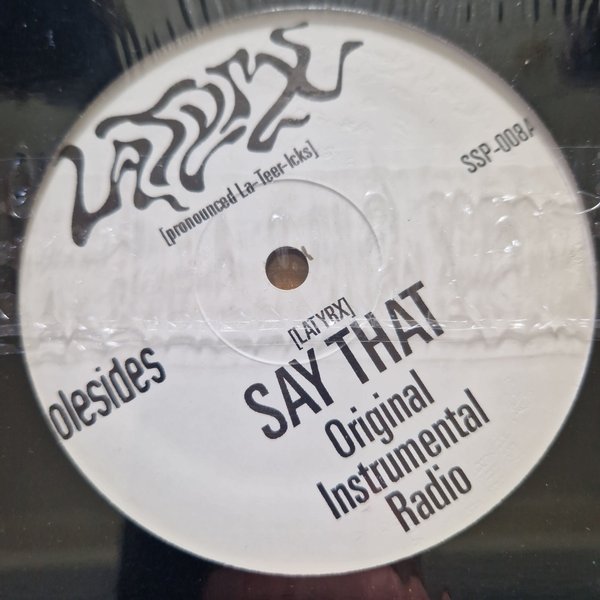 LATYRX
[pronounced La-Teer-Icks]
SSP-008A
[LATYRX]
SAY THAT
Original
Instrumental
Radio
olesides